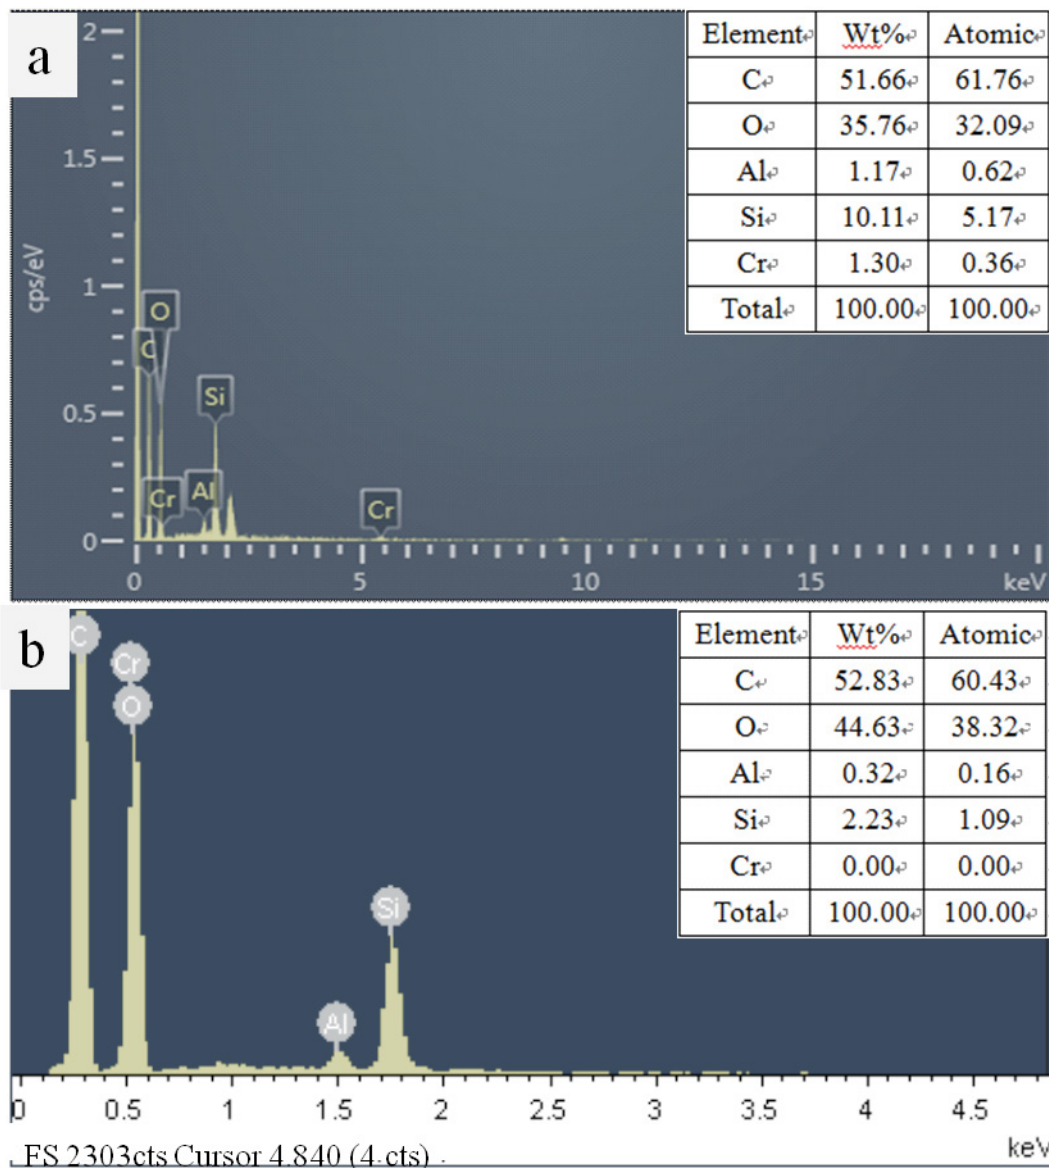 a
Element Wt% Atomic
C 51.66 61.76
O 35.76 32.09
Al 1.17 0.62
Si 10.11 5.17
Cr 1.30 0.36
Total 100.00 100.00
2
1.5
1
0.5
0
cps/eV
O
C
Si
Cr
Al
Cr
0 5 10 15 keV
b
Element Wt% Atomic
C 52.83 60.43
O 44.63 38.32
Al 0.32 0.16
Si 2.23 1.09
Cr 0.00 0.00
Total 100.00 100.00
C
Cr
O
Si
Al
0 0.5 1 1.5 2 2.5 3 3.5 4 4.5
keV
FS 2303cts Cursor 4.840 (4 cts)